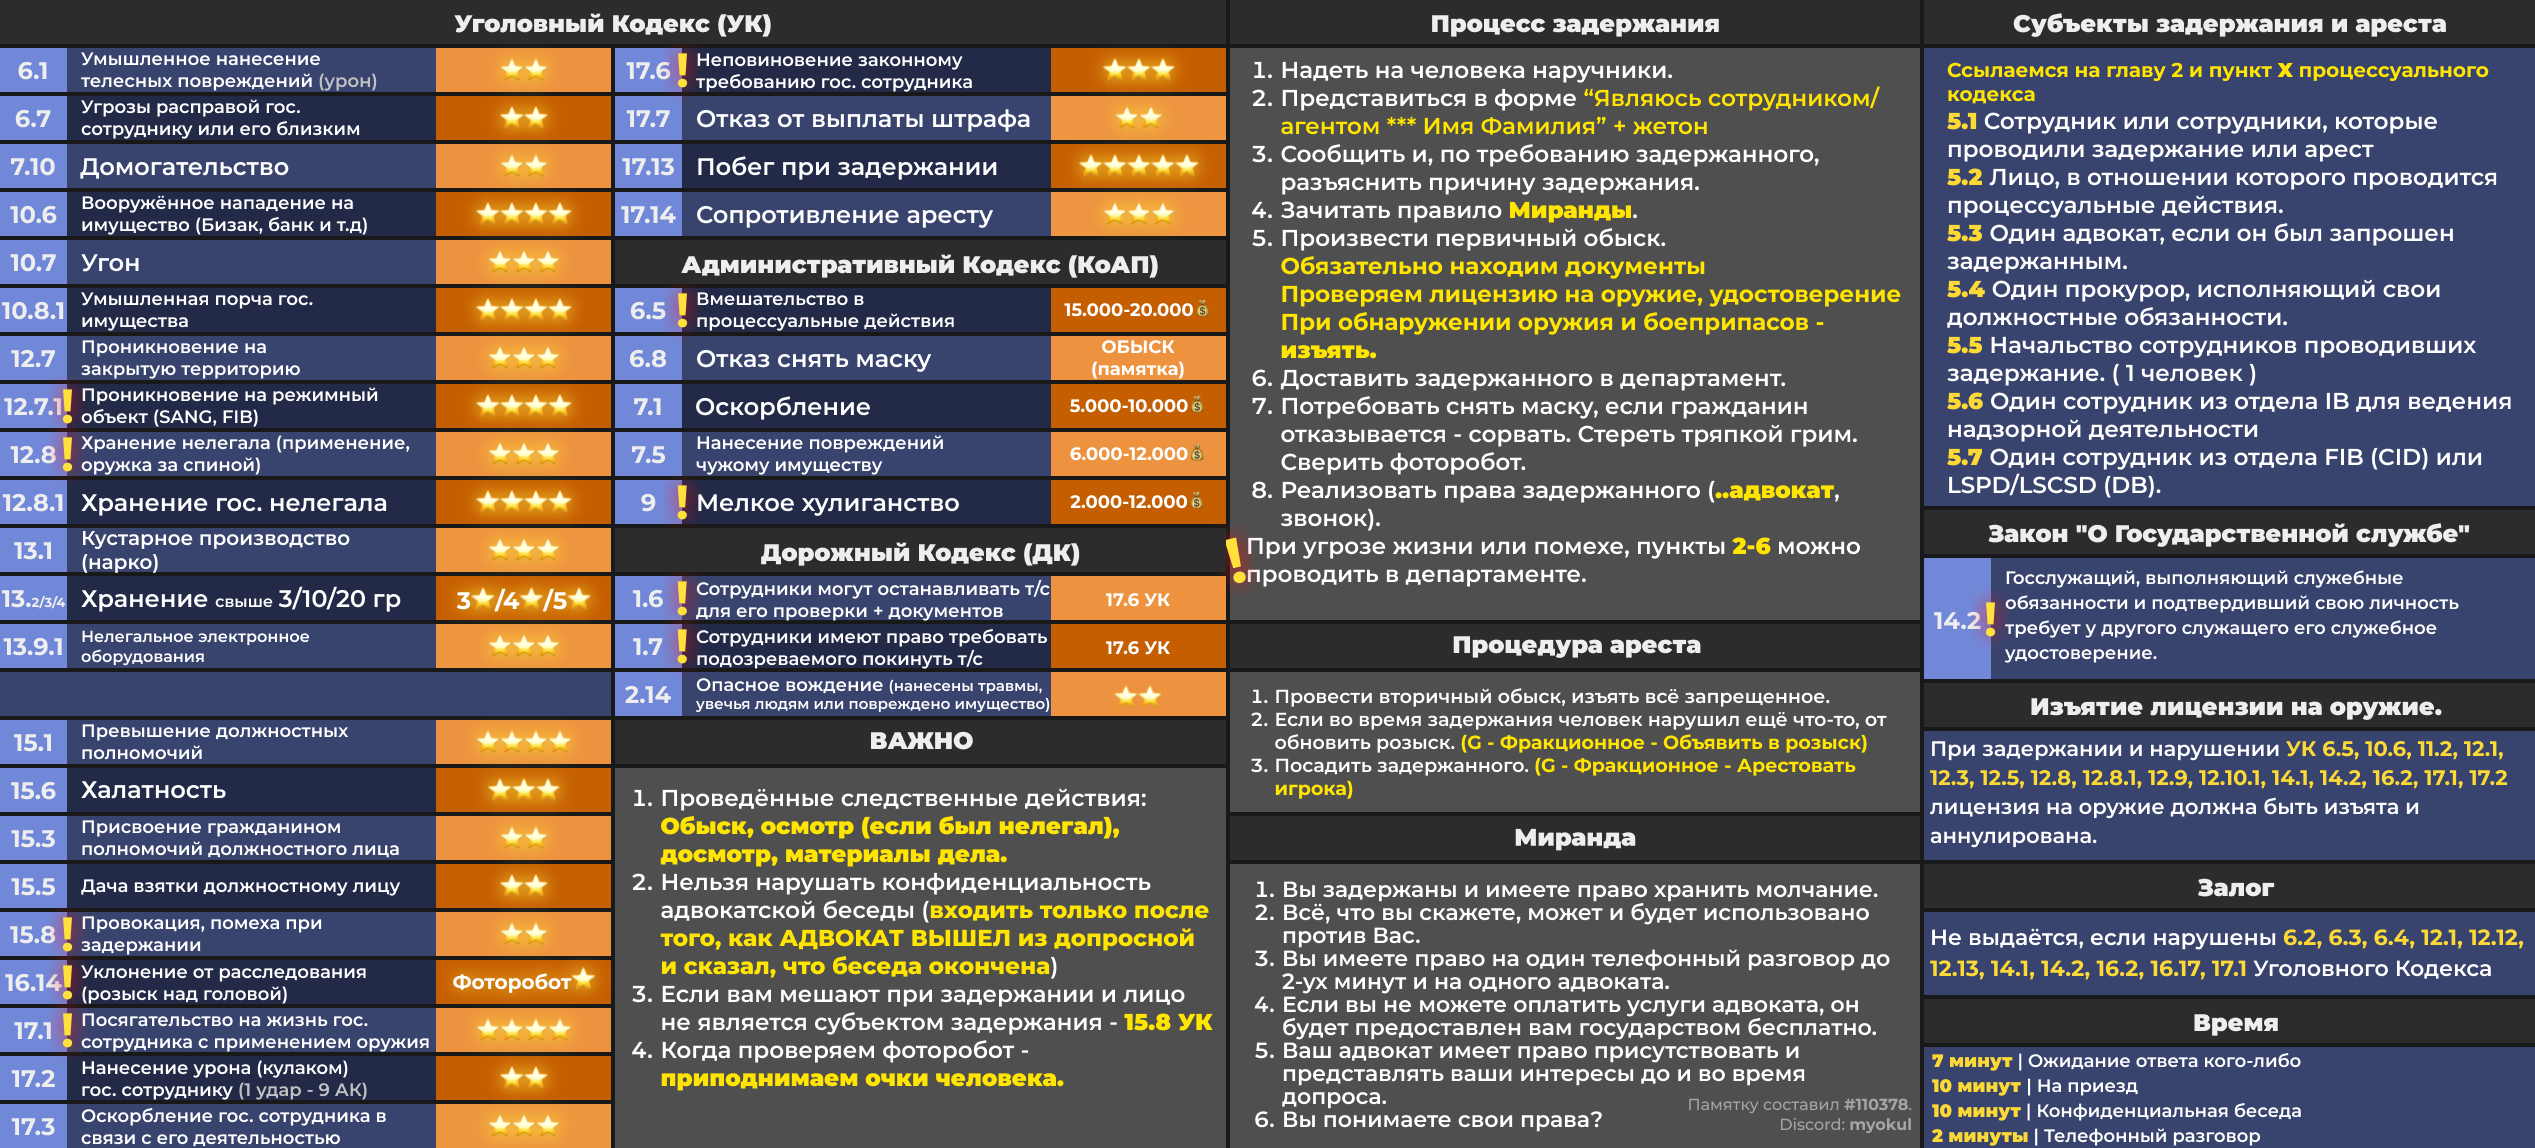 Уголовный Кодекс (УК)
6.1
Умышленное нанесение
телесных повреждений (урон)
6.7
Угрозы расправой гос.
сотруднику или его близким
7.10
Домогательство
10.6
Вооружённое нападение на
имущество (Бизак, банк и т.д)
10.7
Угон
10.8.1
Умышленная порча гос.
имущества
12.7
Проникновение на
закрытую территорию
12.7.1
Проникновение на режимный
объект (SANG, FIB)
12.8
Хранение нелегала (применение,
оружка за спиной)
12.8.1
Хранение гос. нелегала
13.1
Кустарное производство
(нарко)
13.2/3/4
Хранение свыше 3/10/20 гр
3⭐/4⭐/5⭐
13.9.1
Нелегальное электронное
оборудования
15.1
Превышение должностных
полномочий
15.6
Халатность
15.3
Присвоение гражданином
полномочий должностного лица
15.5
Дача взятки должностному лицу
15.8
Провокация, помеха при
задержании
16.14
Уклонение от расследования
(розыск над головой)
Фоторобот⭐
17.1
Посягательство на жизнь гос.
сотрудника с применением оружия
17.2
Нанесение урона (кулаком)
гос. сотруднику (1 удар - 9 АК)
17.3
Оскорбление гос. сотрудника в
связи с его деятельностью
17.6
Неповиновение законному
требованию гос. сотрудника
17.7
Отказ от выплаты штрафа
17.13
Побег при задержании
17.14
Сопротивление аресту
Административный Кодекс (КоАП)
6.5
Вмешательство в
процессуальные действия
15.000-20.000💰
6.8
Отказ снять маску
ОБЫСК
(памятка)
7.1
Оскорбление
5.000-10.000💰
7.5
Нанесение повреждений
чужому имуществу
6.000-12.000💰
9
Мелкое хулиганство
2.000-12.000💰
Дорожный Кодекс (ДК)
1.6
Сотрудники могут останавливать т/с
для его проверки + документов
17.6 УК
1.7
Сотрудники имеют право требовать
подозреваемого покинуть т/с
17.6 УК
2.14
Опасное вождение (нанесены травмы,
увечья людям или повреждено имущество)
ВАЖНО
1. Проведённые следственные действия:
Обыск, осмотр (если был нелегал),
досмотр, материалы дела.
2. Нельзя нарушать конфиденциальность
адвокатской беседы (входить только после
того, как АДВОКАТ ВЫШЕЛ из допросной
и сказал, что беседа окончена)
3. Если вам мешают при задержании и лицо
не является субъектом задержания - 15.8 УК
4. Когда проверяем фоторобот -
приподнимаем очки человека.
Процесс задержания
1. Надеть на человека наручники.
2. Представиться в форме “Являюсь сотрудником/
агентом *** Имя Фамилия” + жетон
3. Сообщить и, по требованию задержанного,
разъяснить причину задержания.
4. Зачитать правило Миранды.
5. Произвести первичный обыск.
Обязательно находим документы
Проверяем лицензию на оружие, удостоверение
При обнаружении оружия и боеприпасов -
изъять.
6. Доставить задержанного в департамент.
7. Потребовать снять маску, если гражданин
отказывается - сорвать. Стереть тряпкой грим.
Сверить фоторобот.
8. Реализовать права задержанного (..адвокат,
звонок).
При угрозе жизни или помехе, пункты 2-6 можно
проводить в департаменте.
Процедура ареста
1. Провести вторичный обыск, изъять всё запрещенное.
2. Если во время задержания человек нарушил ещё что-то, от
обновить розыск. (G - Фракционное - Объявить в розыск)
3. Посадить задержанного. (G - Фракционное - Арестовать
игрока)
Миранда
1. Вы задержаны и имеете право хранить молчание.
2. Всё, что вы скажете, может и будет использовано
против Вас.
3. Вы имеете право на один телефонный разговор до
2-ух минут и на одного адвоката.
4. Если вы не можете оплатить услуги адвоката, он
будет предоставлен вам государством бесплатно.
5. Ваш адвокат имеет право присутствовать и
представлять ваши интересы до и во время
допроса.
6. Вы понимаете свои права?
Памятку составил #110378.
Discord: myokul
Субъекты задержания и ареста
Ссылаемся на главу 2 и пункт X процессуального
кодекса
5.1 Сотрудник или сотрудники, которые
проводили задержание или арест
5.2 Лицо, в отношении которого проводится
процессуальные действия.
5.3 Один адвокат, если он был запрошен
задержанным.
5.4 Один прокурор, исполняющий свои
должностные обязанности.
5.5 Начальство сотрудников проводивших
задержание. ( 1 человек )
5.6 Один сотрудник из отдела IB для ведения
надзорной деятельности
5.7 Один сотрудник из отдела FIB (CID) или
LSPD/LSCSD (DB).
Закон "О Государственной службе"
14.2
Госслужащий, выполняющий служебные
обязанности и подтвердивший свою личность
требует у другого служащего его служебное
удостоверение.
Изъятие лицензии на оружие.
При задержании и нарушении УК 6.5, 10.6, 11.2, 12.1,
12.3, 12.5, 12.8, 12.8.1, 12.9, 12.10.1, 14.1, 14.2, 16.2, 17.1, 17.2
лицензия на оружие должна быть изъята и
аннулирована.
Залог
Не выдаётся, если нарушены 6.2, 6.3, 6.4, 12.1, 12.12,
12.13, 14.1, 14.2, 16.2, 16.17, 17.1 Уголовного Кодекса
Время
7 минут | Ожидание ответа кого-либо
10 минут | На приезд
10 минут | Конфиденциальная беседа
2 минуты | Телефонный разговор